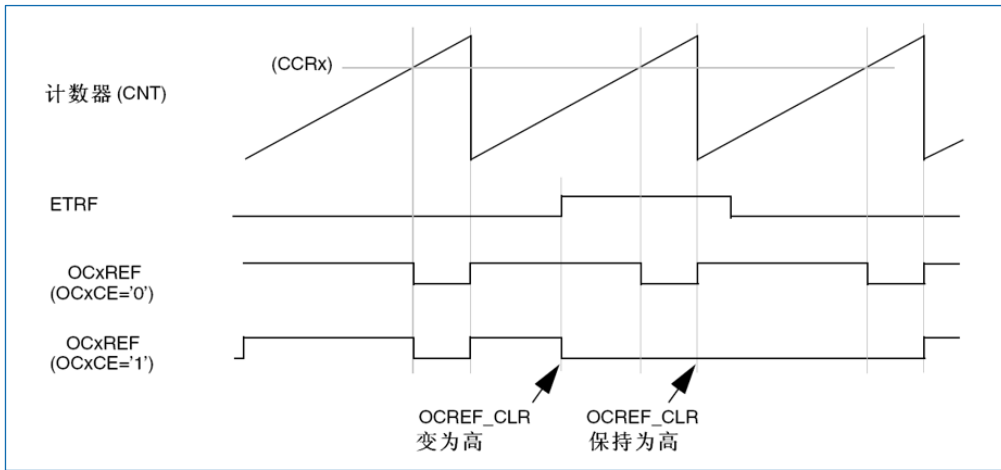 (CCRx)
计数器 (CNT)
ETRF
OCxREF
(OCxCE='0')
OCxREF
(OCxCE='1')
OCREF_CLR
变为高
OCREF_CLR
保持为高